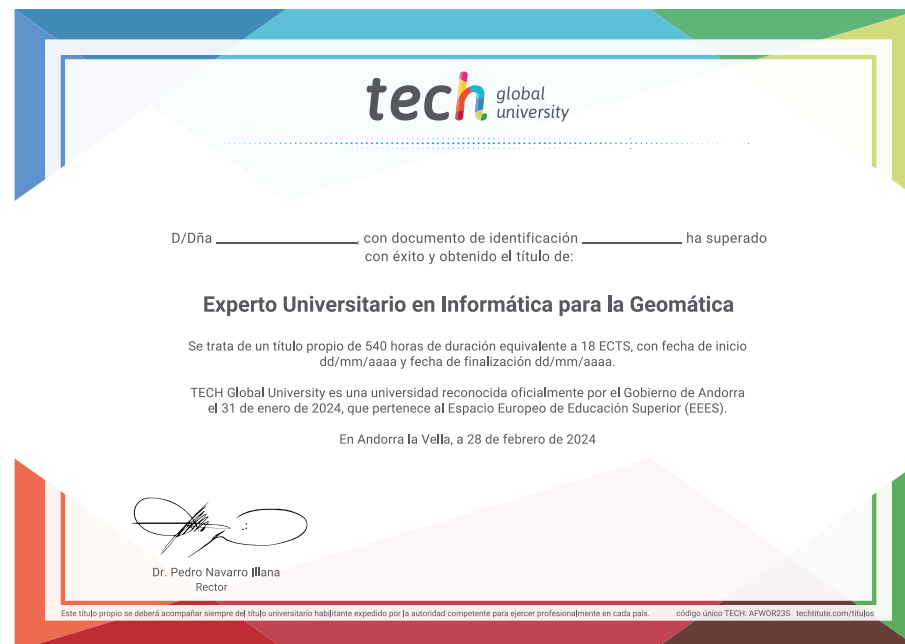 tech global university
D/Dña ____________________, con documento de identificación ______________ ha superado
con éxito y obtenido el título de:
Experto Universitario en Informática para la Geomática
Se trata de un título propio de 540 horas de duración equivalente a 18 ECTS, con fecha de inicio
dd/mm/aaaa y fecha de finalización dd/mm/aaaa.
TECH Global University es una universidad reconocida oficialmente por el Gobierno de Andorra
el 31 de enero de 2024, que pertenece al Espacio Europeo de Educación Superior (EEES).
En Andorra la Vella, a 28 de febrero de 2024
Dr. Pedro Navarro Illana
Rector
Este título propio se deberá acompañar siempre del título universitario habilitante expedido por la autoridad competente para ejercer profesionalmente en cada país. código único TECH: AFWOR23S techtitute.com/titulos